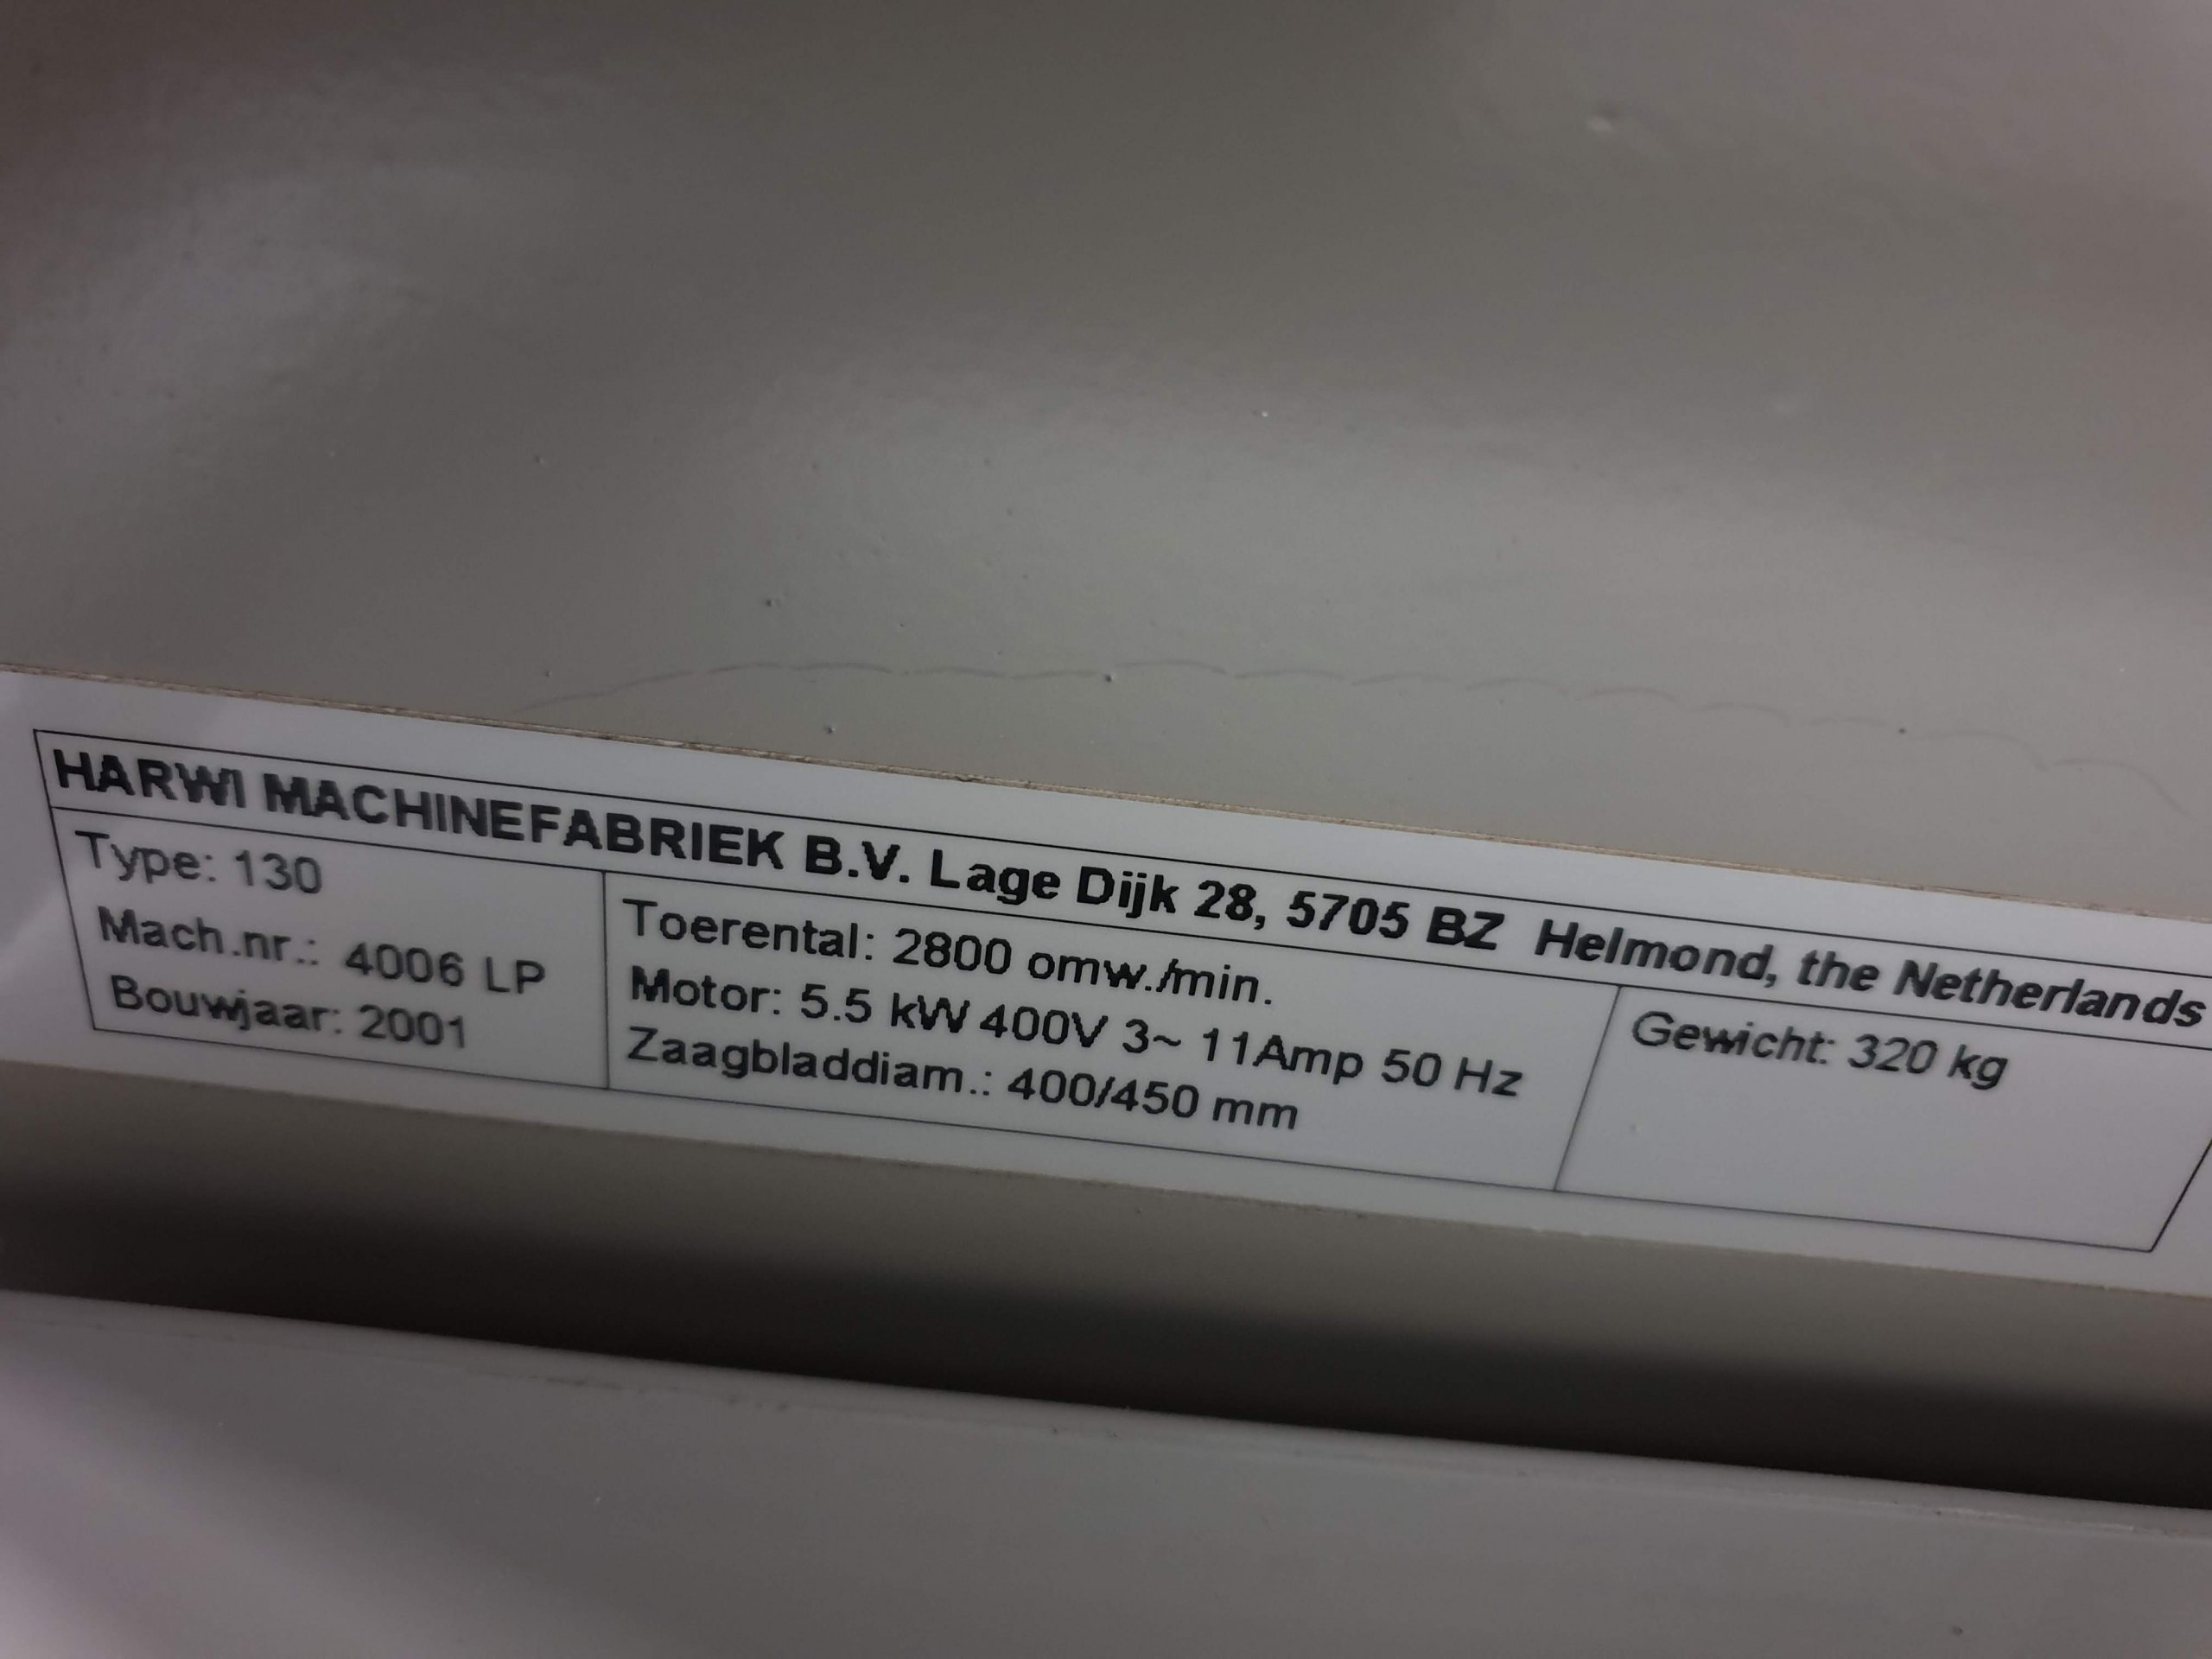 HARWI MACHINEFABRIEK B.V. Lage Dijk 28, 5705 BZ Helmond, the Netherlands
Type: 130
Mach.nr.: 4006 LP
Bouwjaar: 2001
Toerental: 2800 omw./min.
Motor: 5.5 kW 400V 3~ 11Amp 50 Hz
Zaagbladdiam.: 400/450 mm
Gewicht: 320 kg